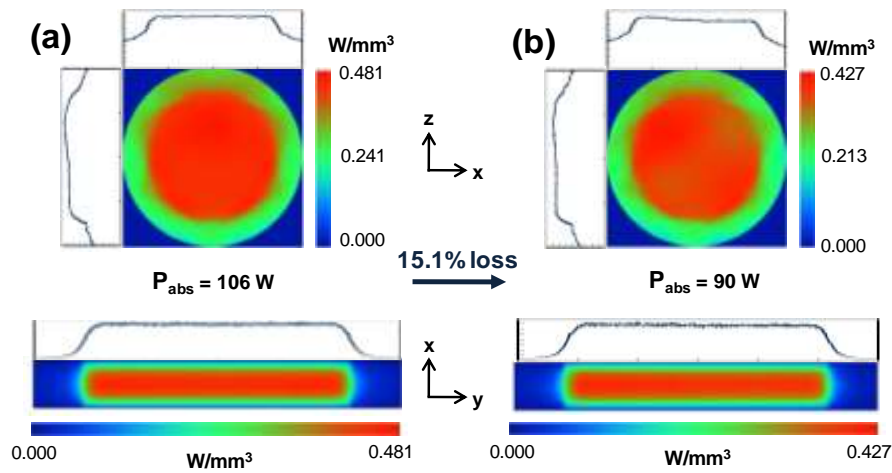 (a)
W/mm³
0.481
0.241
0.000
z
x
(b)
W/mm³
0.427
0.213
0.000
P_abs = 106 W
15.1% loss
P_abs = 90 W
x
y
0.000
W/mm³
0.481
0.000
W/mm³
0.427